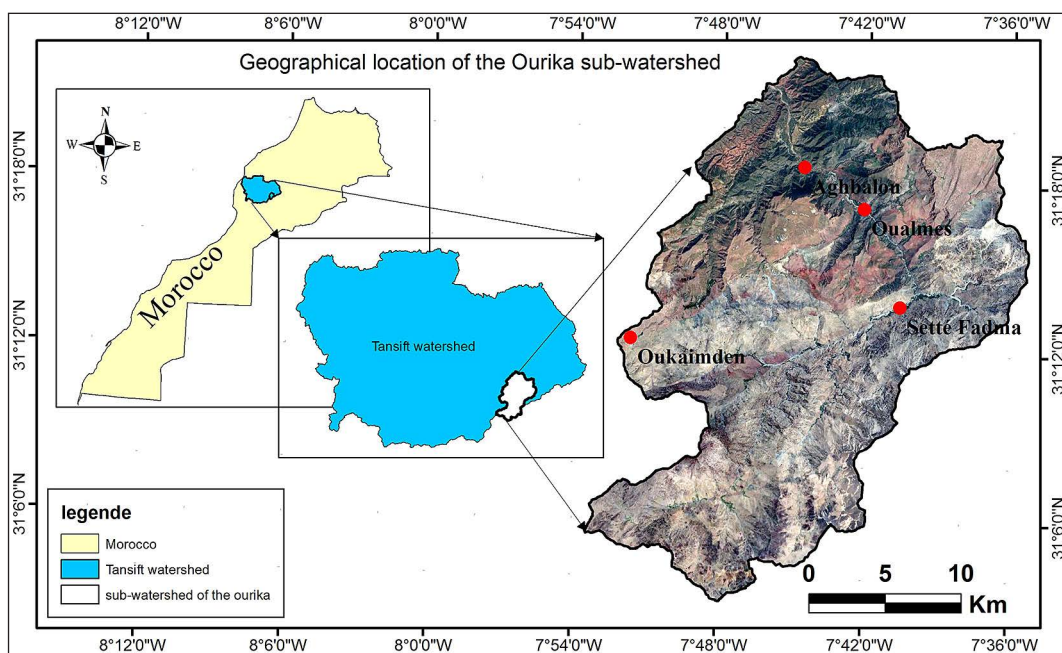 8°12'0"W 8°6'0"W 8°0'0"W 7°54'0"W 7°48'0"W 7°42'0"W 7°36'0"W
Geographical location of the Ourika sub-watershed
N
W E
S
31°18'0"N
31°12'0"N
31°6'0"N
Morocco
Tansift watershed
Aghbalou
Oualmes
Setté Fadma
Oukaimden
31°18'0"N
31°12'0"N
31°6'0"N
legende
Morocco
Tansift watershed
sub-watershed of the ourika
0 5 10
Km
8°12'0"W 8°6'0"W 8°0'0"W 7°54'0"W 7°48'0"W 7°42'0"W 7°36'0"W